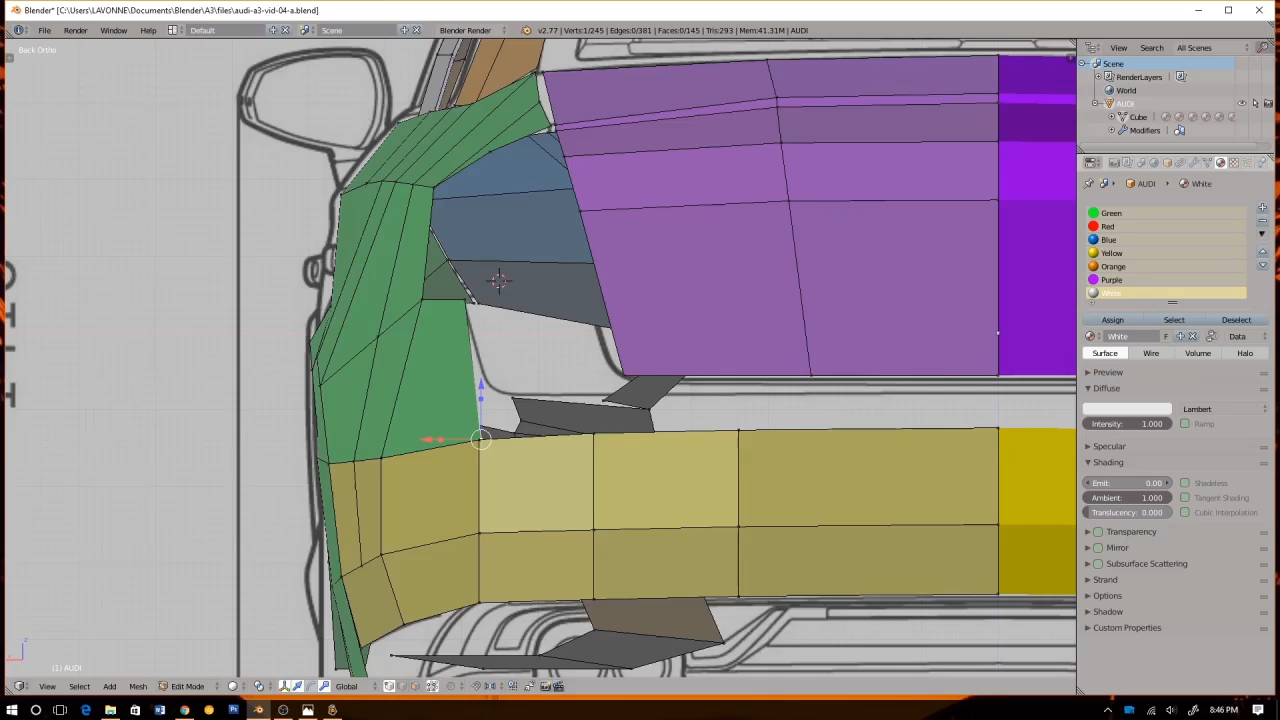 Blender* [C:\Users\LAVONNE\Documents\Blender\A3\files\audi-a3-vid-04-a.blend]
File Render Window Help Default Scene Blender Render v2.77 | Verts:1/245 | Edges:0/381 | Faces:0/145 | Tris:293 | Mem:41.31M | AUDI
View Search All Scenes
Back Ortho
Scene
RenderLayers
World
AUDI
Cube
Modifiers
AUDI White
Green
Red
Blue
Yellow
Orange
Purple
White
Assign Select Deselect
White F Data
Surface Wire Volume Halo
Preview
Diffuse
Lambert
Intensity: 1.000 Ramp
Specular
Shading
Emit: 0.00 Shadeless
Ambient: 1.000 Tangent Shading
Translucency: 0.000 Cubic Interpolation
Transparency
Mirror
Subsurface Scattering
Strand
Options
Shadow
Custom Properties
(1) AUDI
View Select Add Mesh Edit Mode Global
8:46 PM